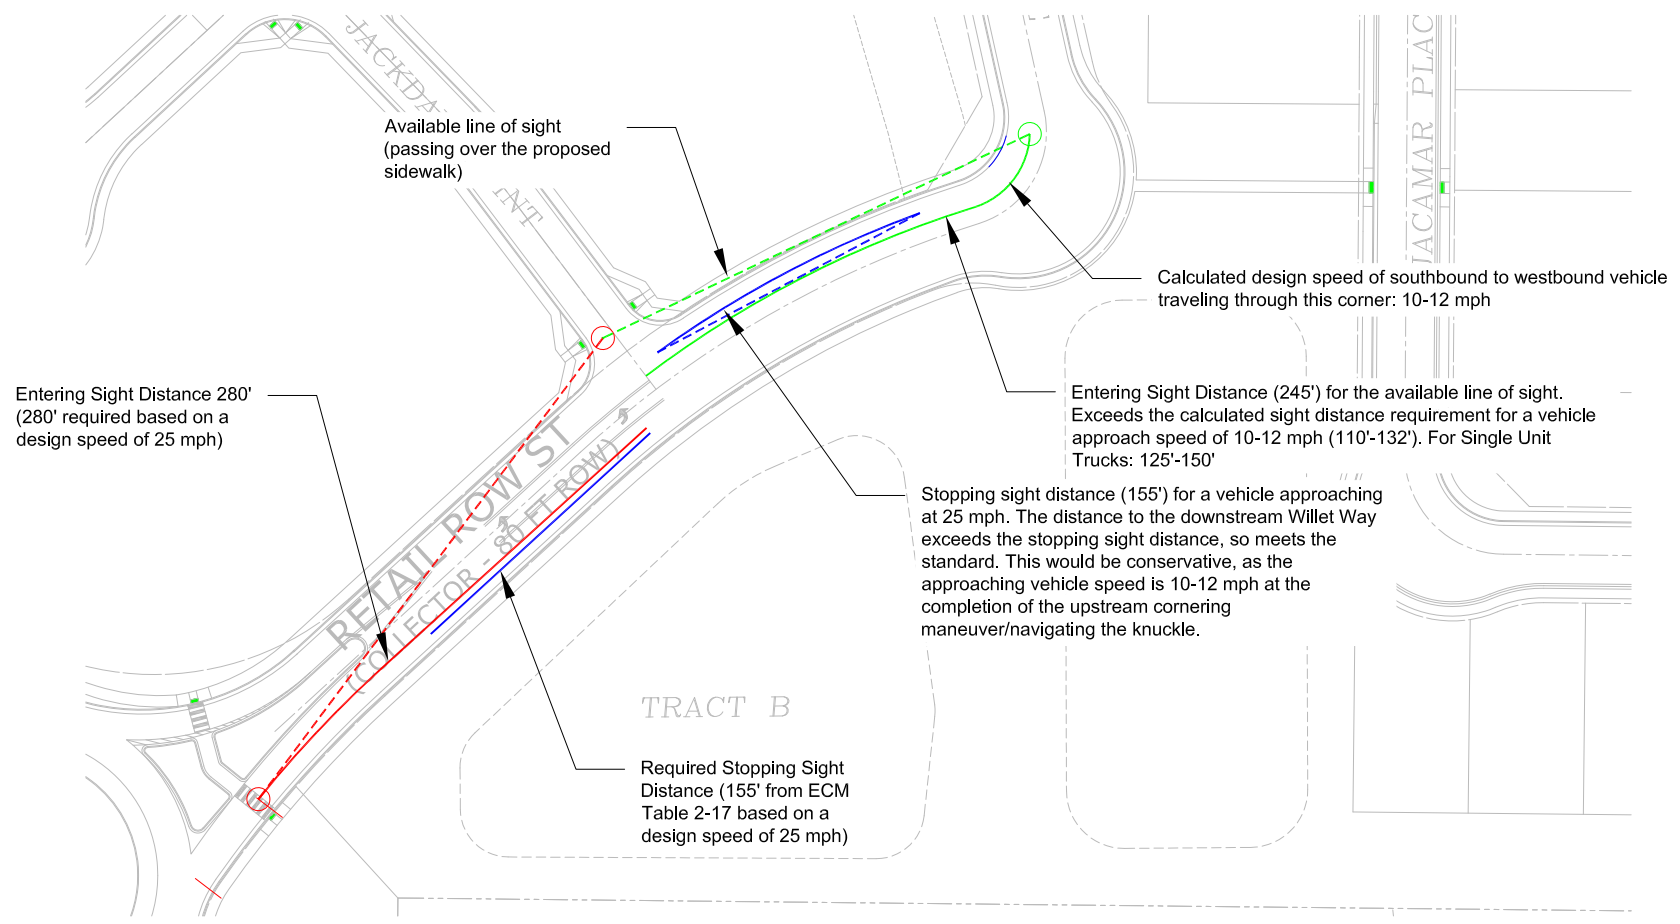 JACKDA
INT
JACAMAR PLAC
Available line of sight
(passing over the proposed
sidewalk)
Calculated design speed of southbound to westbound vehicle
traveling through this corner: 10-12 mph
Entering Sight Distance 280'
(280' required based on a
design speed of 25 mph)
Entering Sight Distance (245') for the available line of sight.
Exceeds the calculated sight distance requirement for a vehicle
approach speed of 10-12 mph (110'-132'). For Single Unit
Trucks: 125'-150'
RETAIL ROW ST
(COLLECTOR - 80 FT ROW)
Stopping sight distance (155') for a vehicle approaching
at 25 mph. The distance to the downstream Willet Way
exceeds the stopping sight distance, so meets the
standard. This would be conservative, as the
approaching vehicle speed is 10-12 mph at the
completion of the upstream cornering
maneuver/navigating the knuckle.
TRACT B
Required Stopping Sight
Distance (155' from ECM
Table 2-17 based on a
design speed of 25 mph)